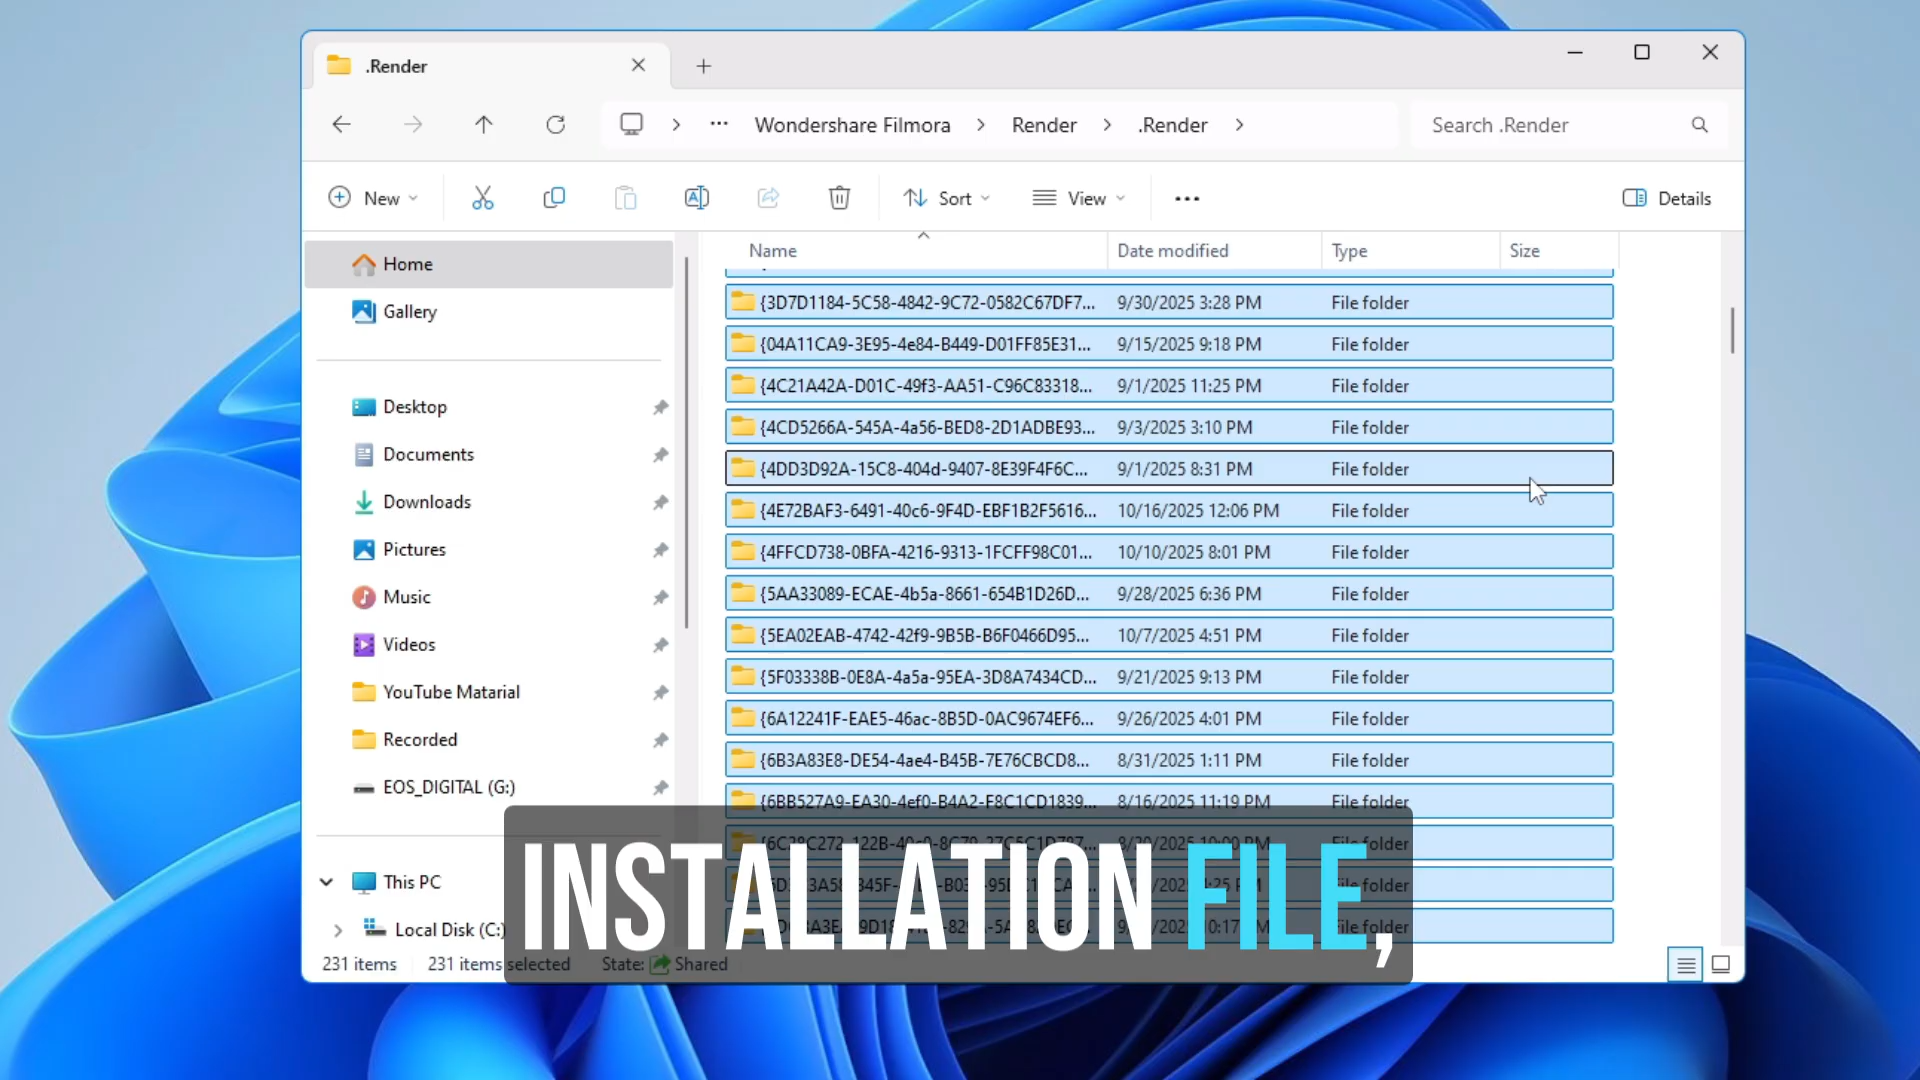 .Render
Wondershare Filmora > Render > .Render >
Search .Render
New
Sort
View
Details
Name
Date modified
Type
Size
Home
Gallery
Desktop
Documents
Downloads
Pictures
Music
Videos
YouTube Matarial
Recorded
EOS_DIGITAL (G:)
This PC
Local Disk (C:)
{3D7D1184-5C58-4842-9C72-0582C67DF7... 9/30/2025 3:28 PM File folder
{04A11CA9-3E95-4e84-B449-D01FF85E31... 9/15/2025 9:18 PM File folder
{4C21A42A-D01C-49f3-AA51-C96C83318... 9/1/2025 11:25 PM File folder
{4CD5266A-545A-4a56-BED8-2D1ADBE93... 9/3/2025 3:10 PM File folder
{4DD3D92A-15C8-404d-9407-8E39F4F6C... 9/1/2025 8:31 PM File folder
{4E72BAF3-6491-40c6-9F4D-EBF1B2F5616... 10/16/2025 12:06 PM File folder
{4FFCD738-0BFA-4216-9313-1FCFF98C01... 10/10/2025 8:01 PM File folder
{5AA33089-ECAE-4b5a-8661-654B1D26D... 9/28/2025 6:36 PM File folder
{5EA02EAB-4742-42f9-9B5B-B6F0466D95... 10/7/2025 4:51 PM File folder
{5F03338B-0E8A-4a5a-95EA-3D8A7434CD... 9/21/2025 9:13 PM File folder
{6A12241F-EAE5-46ac-8B5D-0AC9674EF6... 9/26/2025 4:01 PM File folder
{6B3A83E8-DE54-4ae4-B45B-7E76CBCD8... 8/31/2025 1:11 PM File folder
{6BB527A9-EA30-4ef0-B4A2-F8C1CD1839... 8/16/2025 11:19 PM File folder
INSTALLATION FILE,
231 items
231 items selected
State: Shared